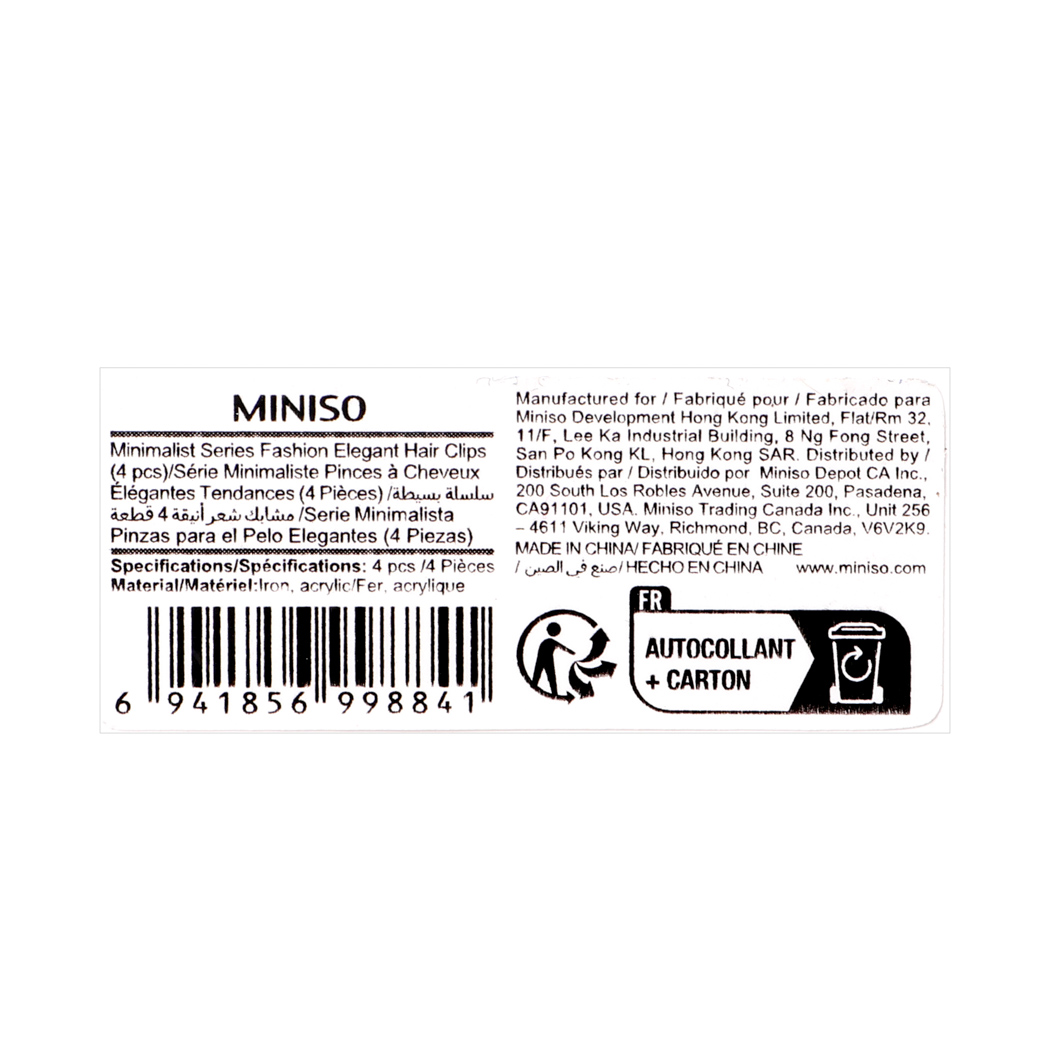 MINISO
Minimalist Series Fashion Elegant Hair Clips
(4 pcs)/Série Minimaliste Pinces à Cheveux
Élégantes Tendances (4 Pièces) /سلسلة بسيطة
مشابك شعر أنيقة 4 قطعة /Serie Minimalista
Pinzas para el Pelo Elegantes (4 Piezas)
Specifications/Spécifications: 4 pcs /4 Pièces
Material/Matériel:Iron, acrylic/Fer, acrylique
6 941856 998841
Manufactured for / Fabriqué pour / Fabricado para
Miniso Development Hong Kong Limited, Flat/Rm 32,
11/F, Lee Ka Industrial Building, 8 Ng Fong Street,
San Po Kong KL, Hong Kong SAR. Distributed by /
Distribués par / Distribuido por Miniso Depot CA Inc.,
200 South Los Robles Avenue, Suite 200, Pasadena,
CA91101, USA. Miniso Trading Canada Inc., Unit 256
– 4611 Viking Way, Richmond, BC, Canada, V6V2K9.
MADE IN CHINA/ FABRIQUÉ EN CHINE
/ صنع في الصين/ HECHO EN CHINA www.miniso.com
FR
AUTOCOLLANT
+ CARTON